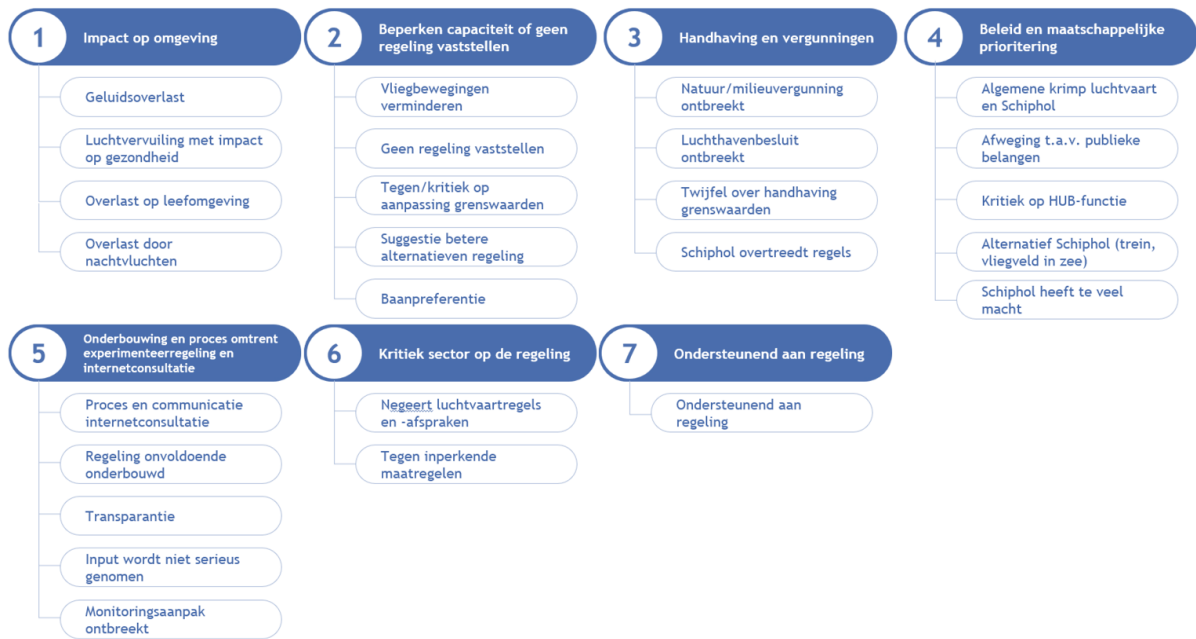 1
Impact op omgeving
Geluidsoverlast
Luchtvervuiling met impact
op gezondheid
Overlast op leefomgeving
Overlast door
nachtvluchten
2
Beperken capaciteit of geen
regeling vaststellen
Vliegbewegingen
verminderen
Geen regeling vaststellen
Tegen/kritiek op
aanpassing grenswaarden
Suggestie betere
alternatieven regeling
Baanpreferentie
3
Handhaving en vergunningen
Natuur/milieuvergunning
ontbreekt
Luchthavenbesluit
ontbreekt
Twijfel over handhaving
grenswaarden
Schiphol overtreedt regels
4
Beleid en maatschappelijke
prioritering
Algemene krimp luchtvaart
en Schiphol
Afweging t.a.v. publieke
belangen
Kritiek op HUB-functie
Alternatief Schiphol (trein,
vliegveld in zee)
Schiphol heeft te veel
macht
5
Onderbouwing en proces omtrent
experimenteerregeling en
internetconsultatie
Proces en communicatie
internetconsultatie
Regeling onvoldoende
onderbouwd
Transparantie
Input wordt niet serieus
genomen
Monitoringsaanpak
ontbreekt
6
Kritiek sector op de regeling
Negeert luchtvaartregels
en -afspraken
Tegen inperkende
maatregelen
7
Ondersteunend aan regeling
Ondersteunend aan
regeling